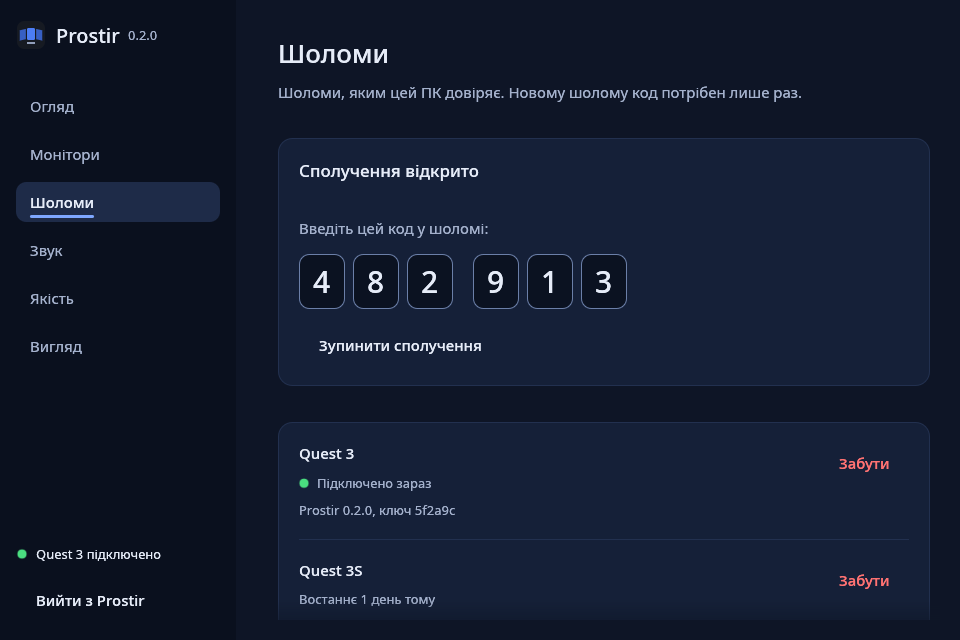 Prostir 0.2.0
Огляд
Монітори
Шоломи
Звук
Якість
Вигляд
Quest 3 підключено
Вийти з Prostir
Шоломи
Шоломи, яким цей ПК довіряє. Новому шолому код потрібен лише раз.
Сполучення відкрито
Введіть цей код у шоломі:
4 8 2 9 1 3
Зупинити сполучення
Quest 3
Забути
Підключено зараз
Prostir 0.2.0, ключ 5f2a9c
Quest 3S
Забути
Востаннє 1 день тому